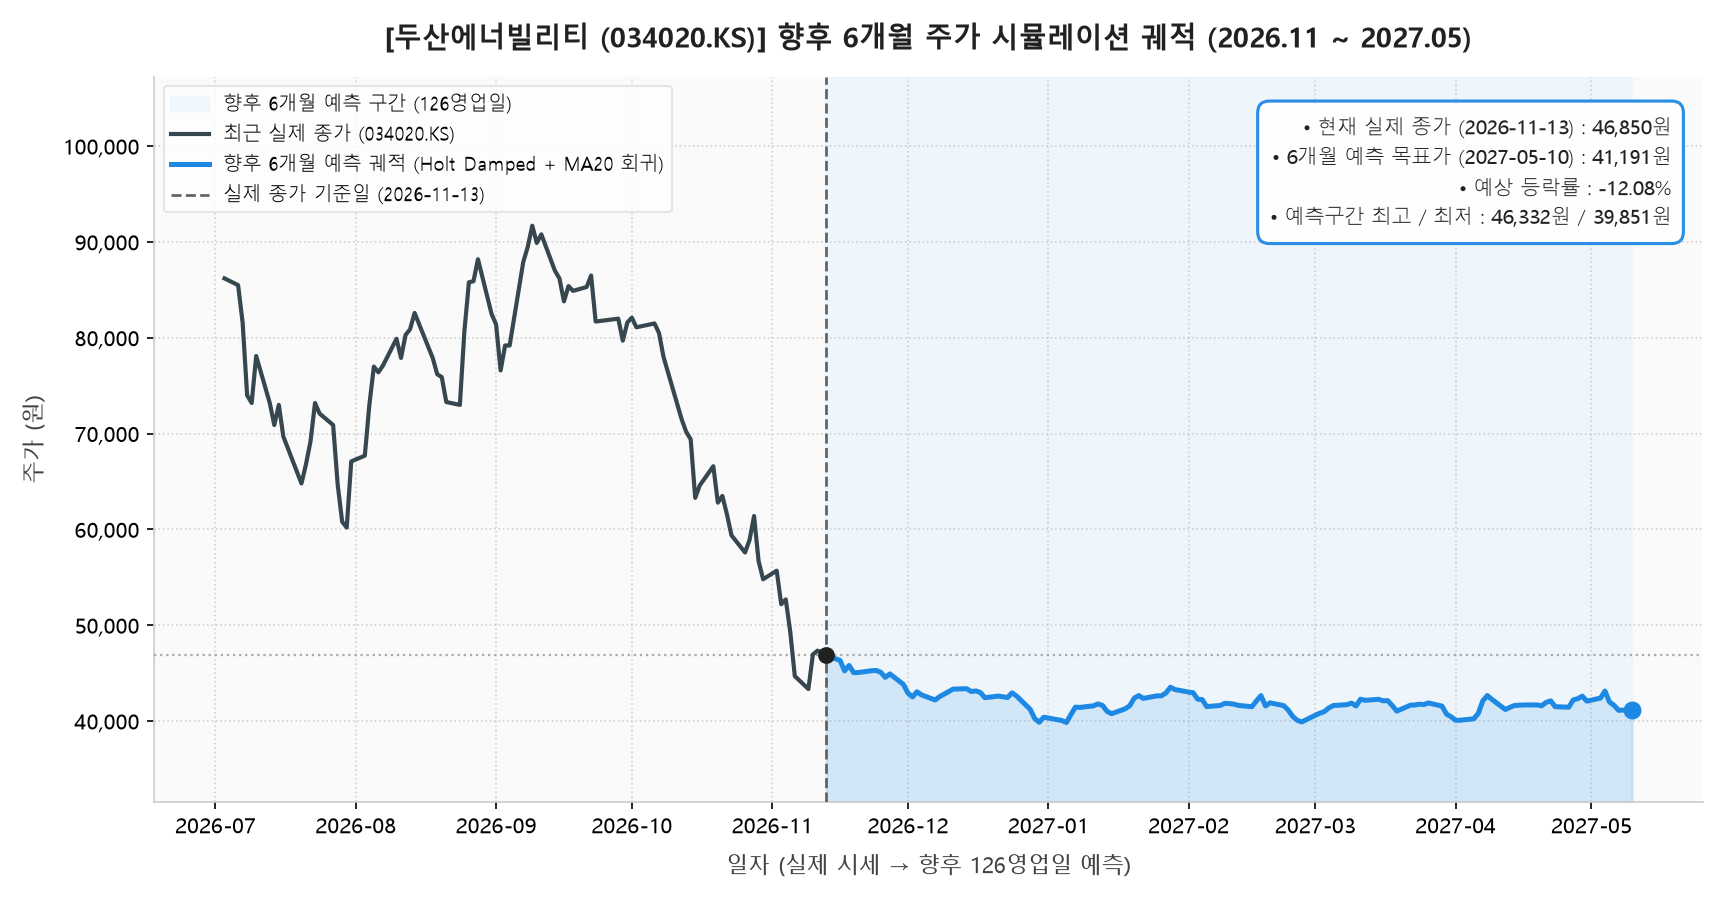 [두산에너빌리티 (034020.KS)] 향후 6개월 주가 시뮬레이션 궤적 (2026.11 ~ 2027.05)
향후 6개월 예측 구간 (126영업일)
최근 실제 종가 (034020.KS)
향후 6개월 예측 궤적 (Holt Damped + MA20 회귀)
실제 종가 기준일 (2026-11-13)
• 현재 실제 종가 (2026-11-13) : 46,850원
• 6개월 예측 목표가 (2027-05-10) : 41,191원
• 예상 등락률 : -12.08%
• 예측구간 최고 / 최저 : 46,332원 / 39,851원
주가 (원)
100,000
90,000
80,000
70,000
60,000
50,000
40,000
2026-07 2026-08 2026-09 2026-10 2026-11 2026-12 2027-01 2027-02 2027-03 2027-04 2027-05
일자 (실제 시세 → 향후 126영업일 예측)